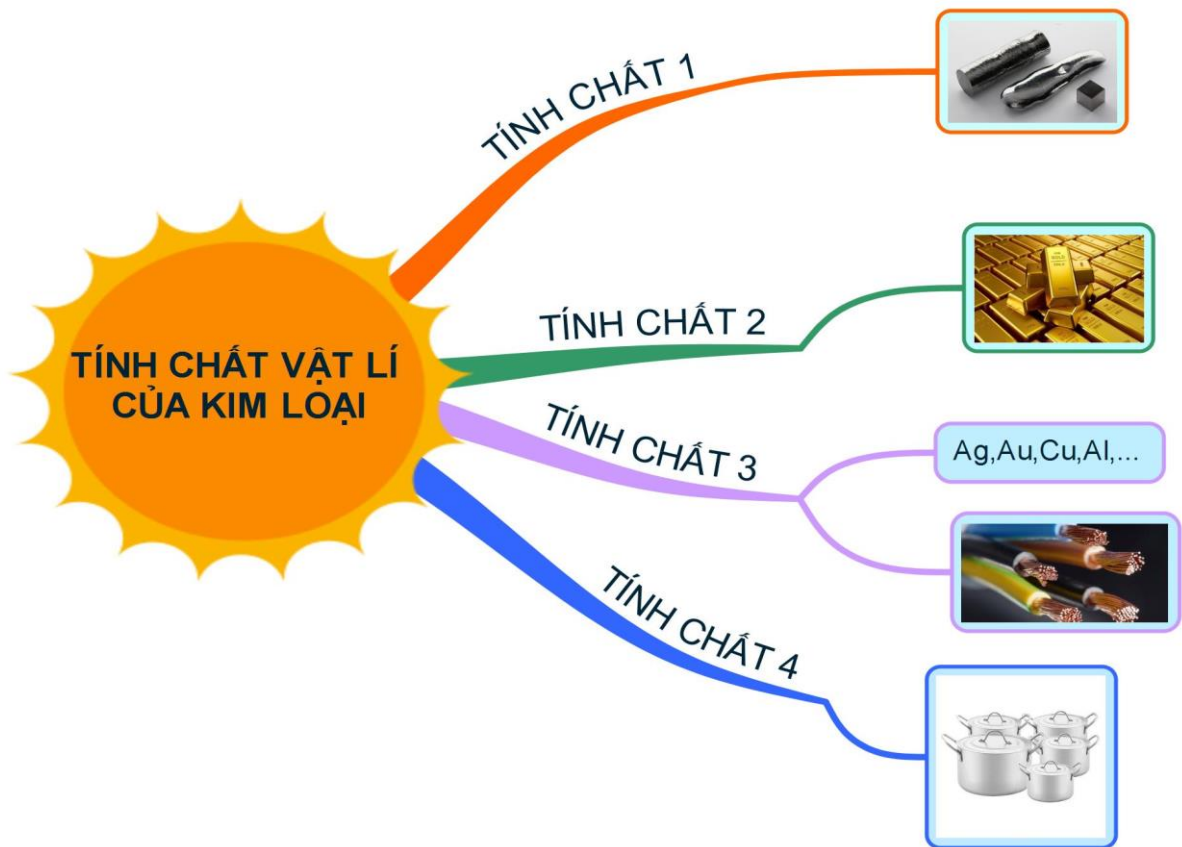 TÍNH CHẤT 1
TÍNH CHẤT 2
TÍNH CHẤT VẬT LÍ
CỦA KIM LOẠI
TÍNH CHẤT 3
Ag,Au,Cu,Al,...
TÍNH CHẤT 4
GOLD